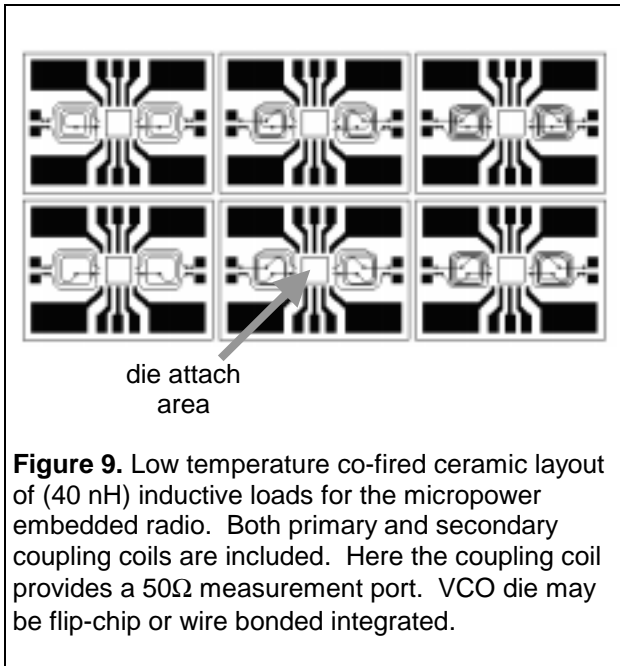 die attach
area
Figure 9. Low temperature co-fired ceramic layout
of (40 nH) inductive loads for the micropower
embedded radio. Both primary and secondary
coupling coils are included. Here the coupling coil
provides a 50Ω measurement port. VCO die may
be flip-chip or wire bonded integrated.